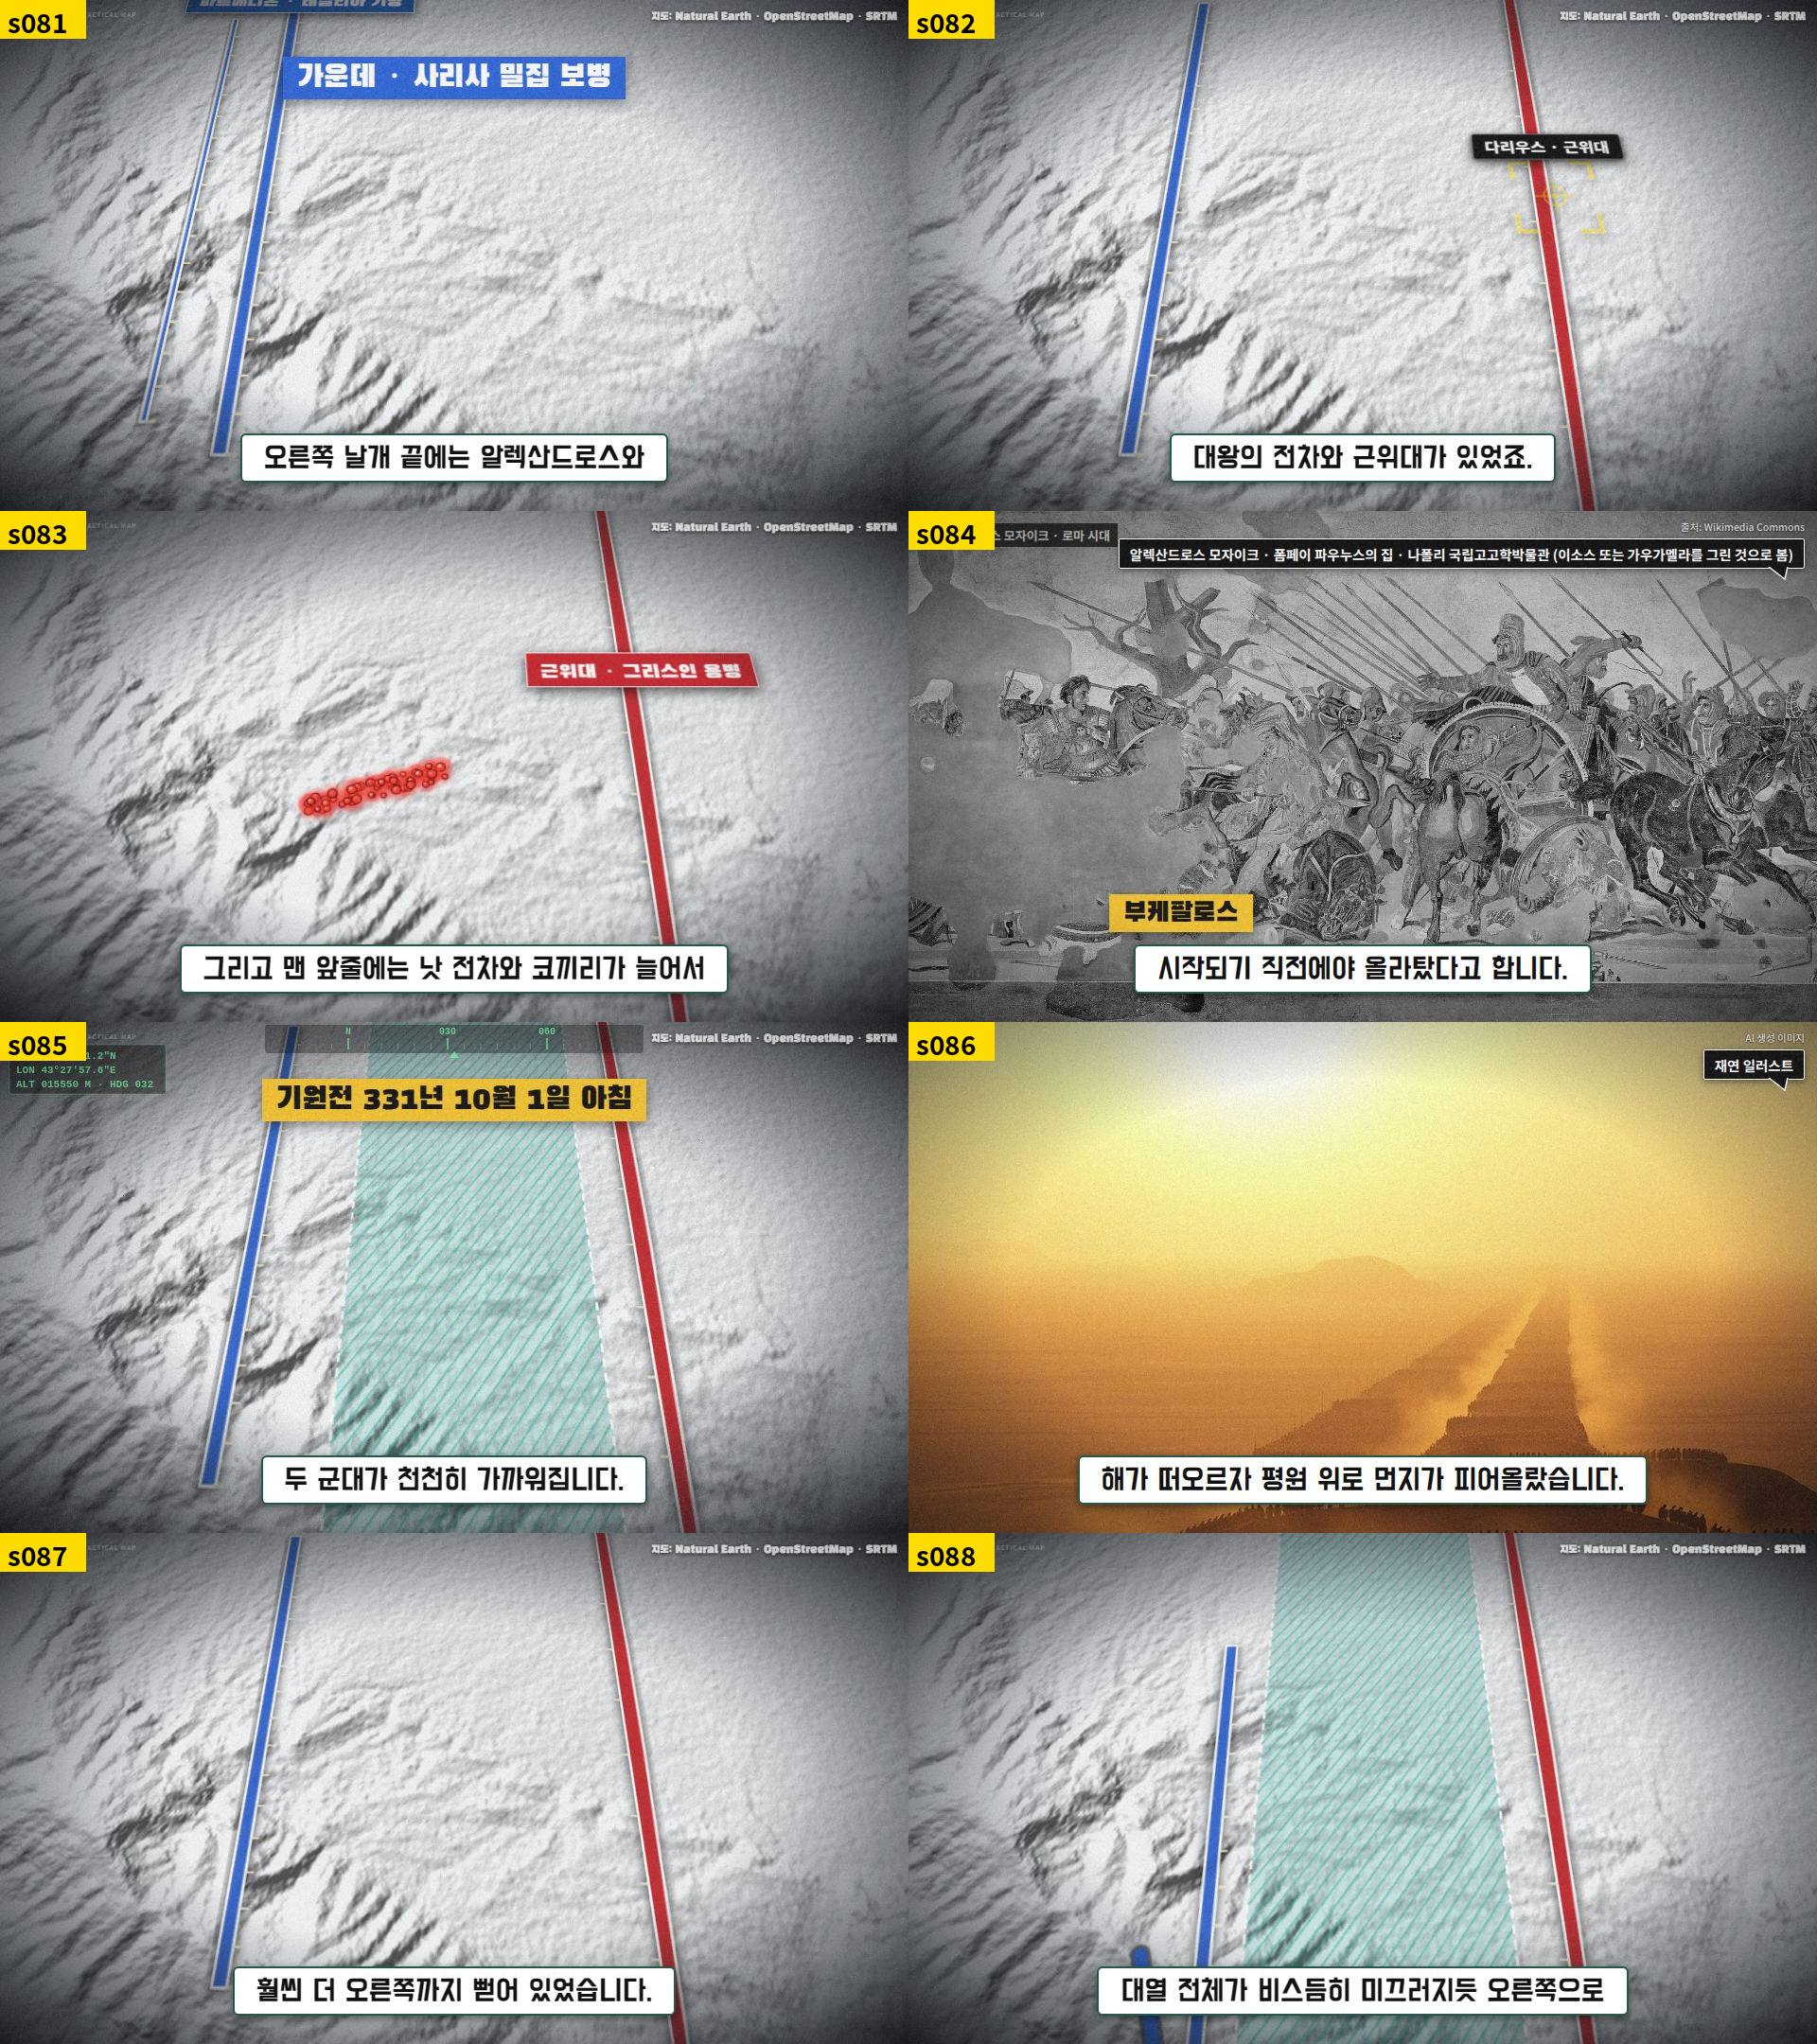 s081
지도: Natural Earth · OpenStreetMap · SRTM
가운데 · 사리사 밀집 보병
오른쪽 날개 끝에는 알렉산드로스와
s082
ACTICAL MAP
지도: Natural Earth · OpenStreetMap · SRTM
다리우스 · 근위대
대왕의 전차와 근위대가 있었죠.
s083
ACTICAL MAP
지도: Natural Earth · OpenStreetMap · SRTM
근위대 · 그리스인 용병
그리고 맨 앞줄에는 낫 전차와 코끼리가 늘어서
s084
스 모자이크 · 로마 시대
출처: Wikimedia Commons
알렉산드로스 모자이크 · 폼페이 파우누스의 집 · 나폴리 국립고고학박물관 (이소스 또는 가우가멜라를 그린 것으로 봄)
부케팔로스
시작되기 직전에야 올라탔다고 합니다.
s085
ACTICAL MAP
N 030 060
지도: Natural Earth · OpenStreetMap · SRTM
1.2"N
LON 43°27'57.6"E
ALT 015550 M · HDG 032
기원전 331년 10월 1일 아침
두 군대가 천천히 가까워집니다.
s086
AI 생성 이미지
재연 일러스트
해가 떠오르자 평원 위로 먼지가 피어올랐습니다.
s087
ACTICAL MAP
지도: Natural Earth · OpenStreetMap · SRTM
훨씬 더 오른쪽까지 뻗어 있었습니다.
s088
ACTICAL MAP
지도: Natural Earth · OpenStreetMap · SRTM
대열 전체가 비스듬히 미끄러지듯 오른쪽으로